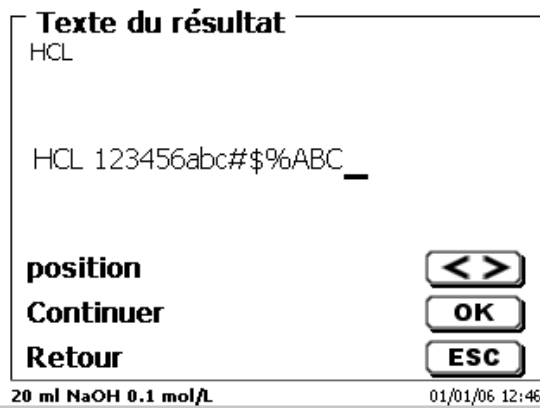 Texte du résultat
HCL
HCL 123456abc#$%ABC_
position < >
Continuer OK
Retour ESC
20 ml NaOH 0.1 mol/L 01/01/06 12:46